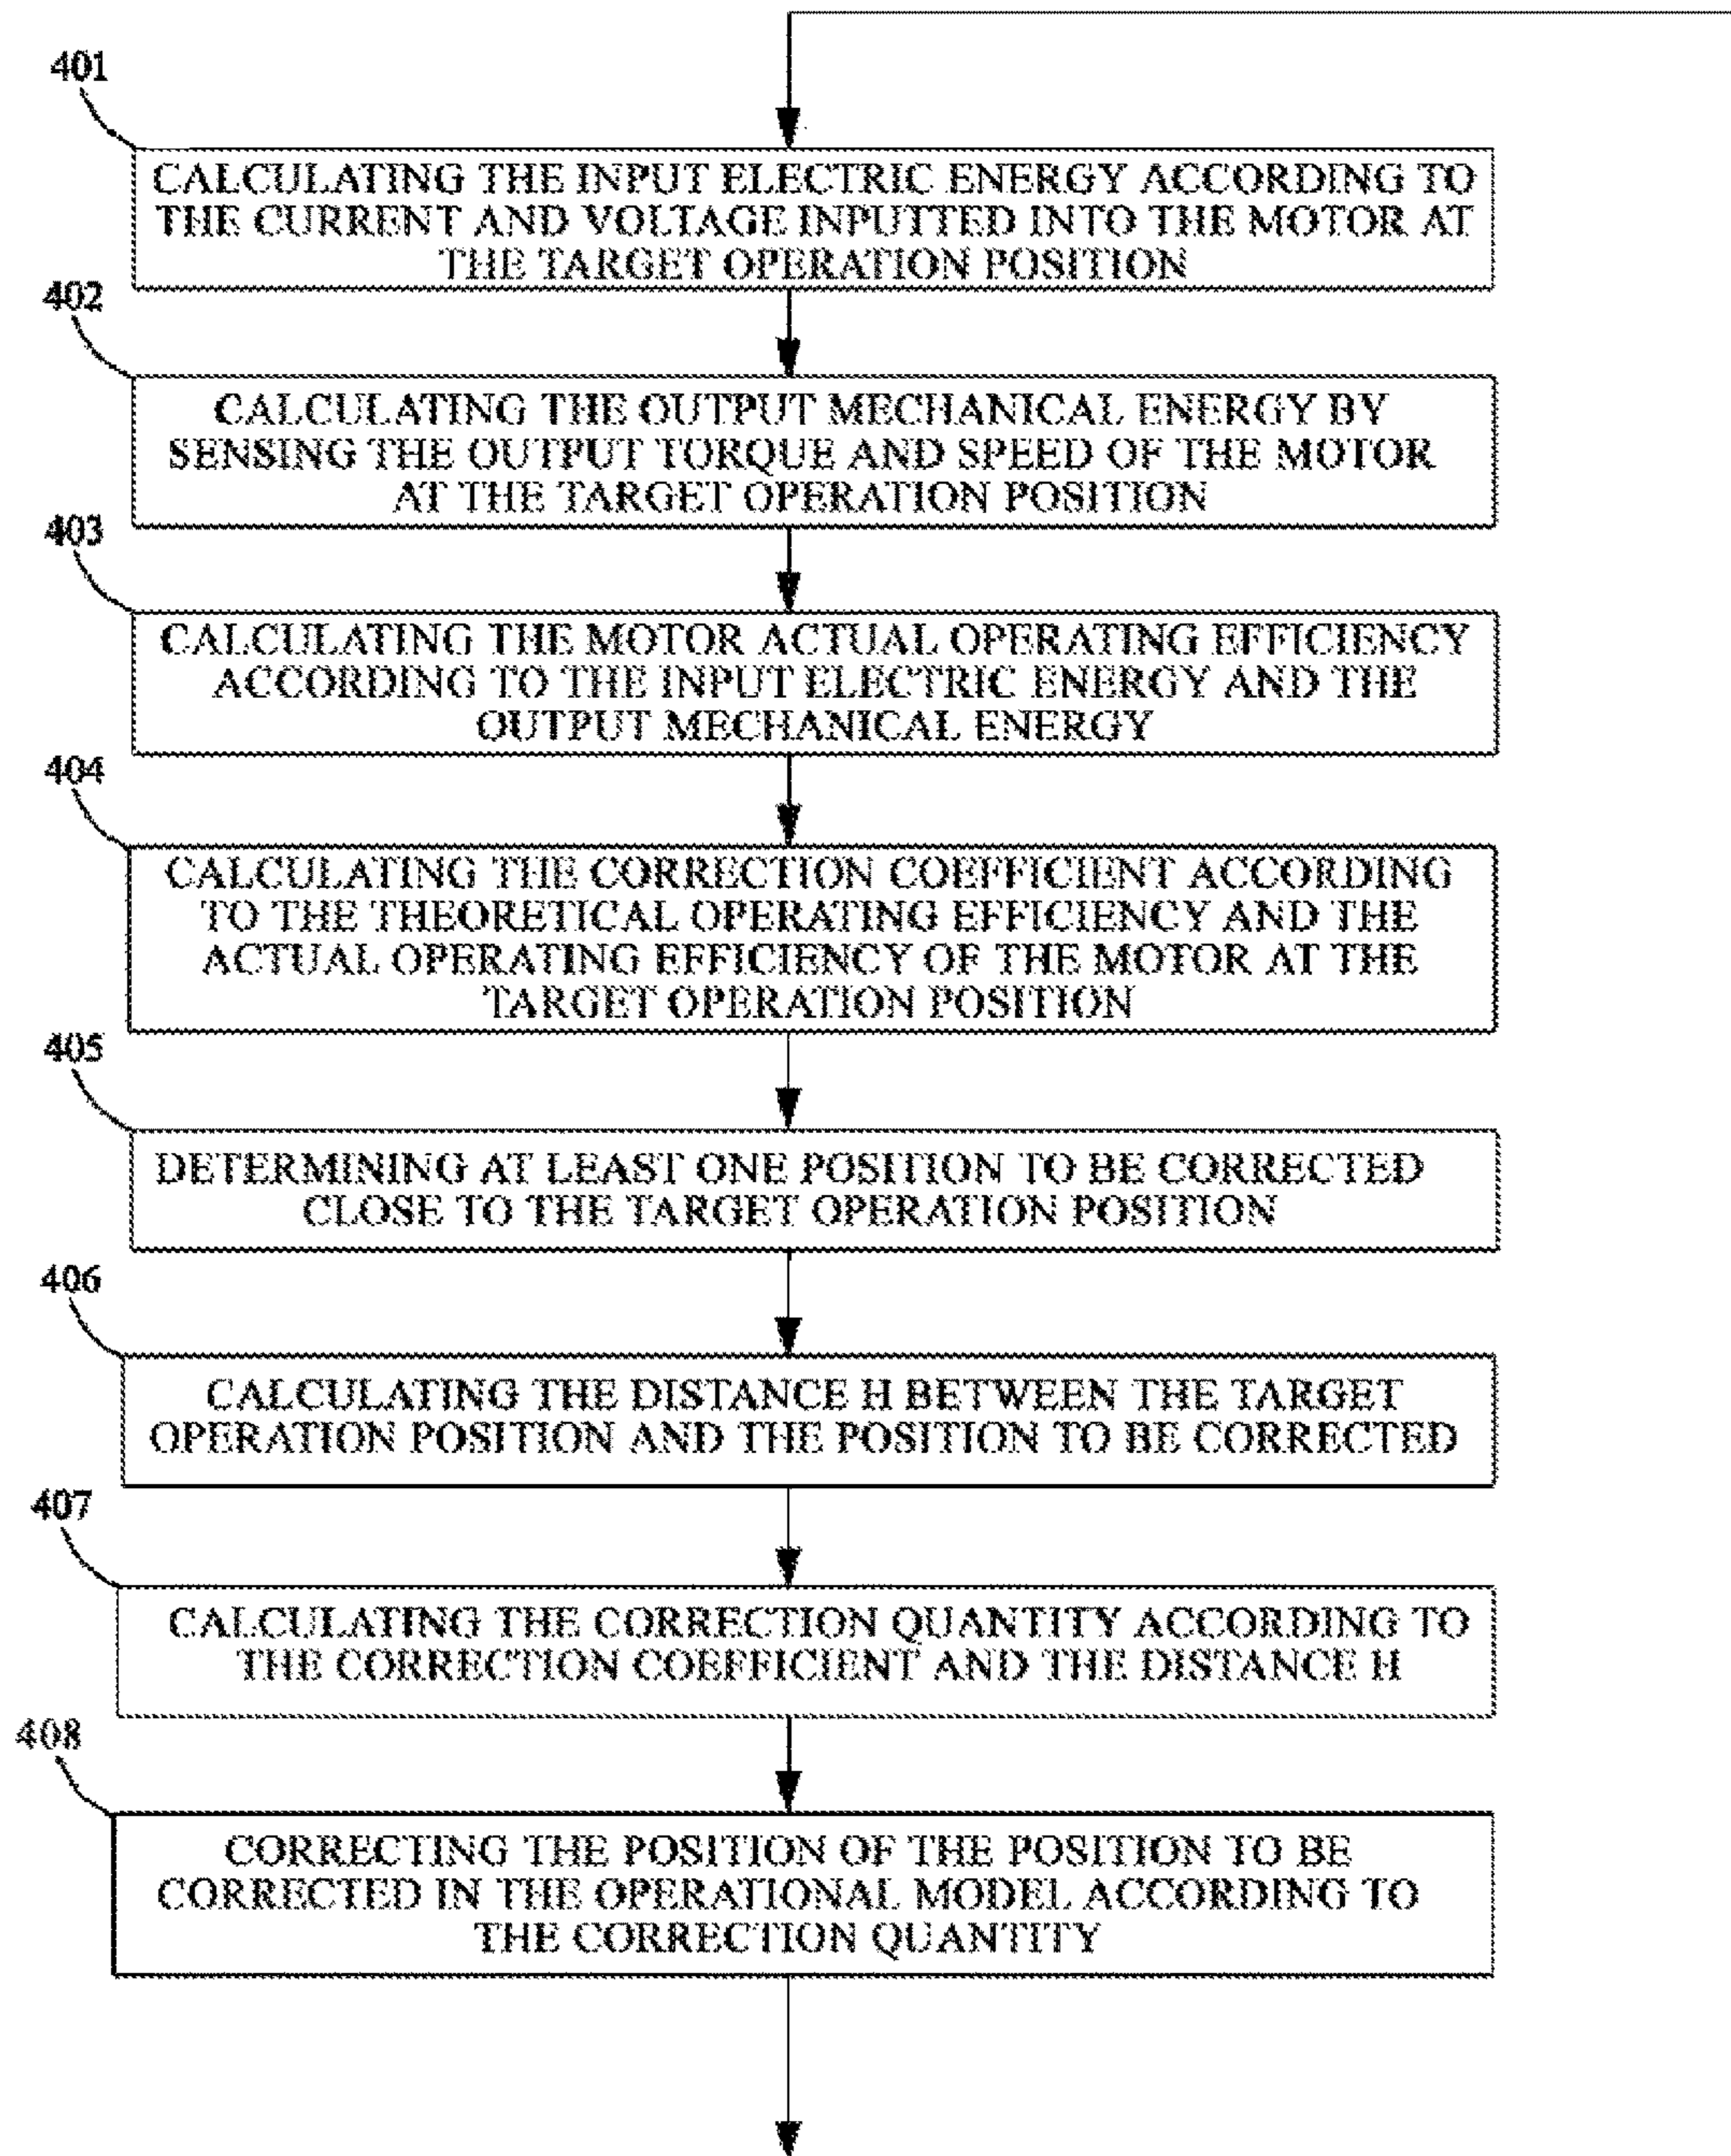 401
CALCULATING THE INPUT ELECTRIC ENERGY ACCORDING TO
THE CURRENT AND VOLTAGE INPUTTED INTO THE MOTOR AT
THE TARGET OPERATION POSITION
402
CALCULATING THE OUTPUT MECHANICAL ENERGY BY
SENSING THE OUTPUT TORQUE AND SPEED OF THE MOTOR
AT THE TARGET OPERATION POSITION
403
CALCULATING THE MOTOR ACTUAL OPERATING EFFICIENCY
ACCORDING TO THE INPUT ELECTRIC ENERGY AND THE
OUTPUT MECHANICAL ENERGY
404
CALCULATING THE CORRECTION COEFFICIENT ACCORDING
TO THE THEORETICAL OPERATING EFFICIENCY AND THE
ACTUAL OPERATING EFFICIENCY OF THE MOTOR AT THE
TARGET OPERATION POSITION
405
DETERMINING AT LEAST ONE POSITION TO BE CORRECTED
CLOSE TO THE TARGET OPERATION POSITION
406
CALCULATING THE DISTANCE H BETWEEN THE TARGET
OPERATION POSITION AND THE POSITION TO BE CORRECTED
407
CALCULATING THE CORRECTION QUANTITY ACCORDING TO
THE CORRECTION COEFFICIENT AND THE DISTANCE H
408
CORRECTING THE POSITION OF THE POSITION TO BE
CORRECTED IN THE OPERATIONAL MODEL ACCORDING TO
THE CORRECTION QUANTITY